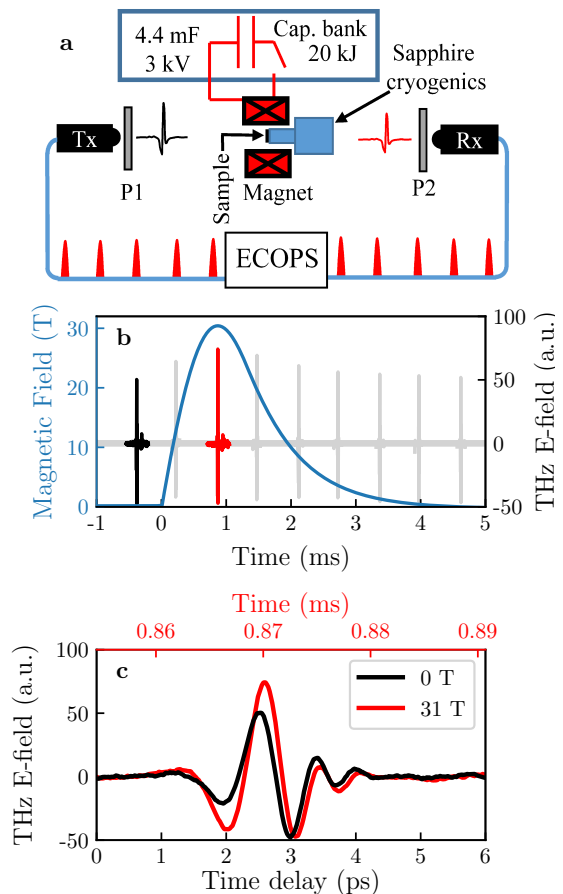 a
4.4 mF
3 kV
Cap. bank
20 kJ
Sapphire
cryogenics
Tx
Rx
P1
P2
Sample
Magnet
ECOPS
b
Magnetic Field (T)
30
20
10
0
THz E-field (a.u.)
100
50
0
-50
-1 0 1 2 3 4 5
Time (ms)
Time (ms)
0.86 0.87 0.88 0.89
c
THz E-field (a.u.)
100
50
0
-50
0 T
31 T
0 1 2 3 4 5 6
Time delay (ps)